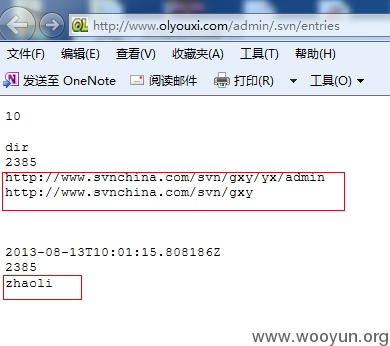 http://www.olyouxi.com/admin/.svn/entries
文件(F) 编辑(E) 查看(V) 收藏夹(A) 工具(T) 帮助(H)
发送至 OneNote 阅读邮件 工具(O)
10
dir
2385
http://www.svnchina.com/svn/gxy/yx/admin
http://www.svnchina.com/svn/gxy
2013-08-13T10:01:15.808186Z
2385
zhaoli
www.wooyun.org